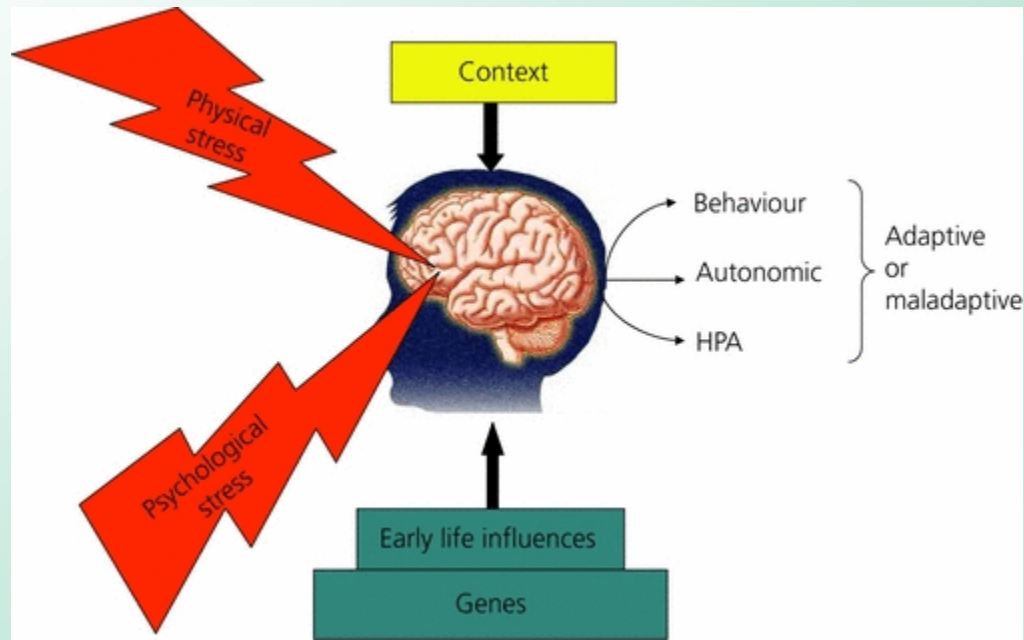 Physical
stress
Context
Behaviour
Autonomic
HPA
Adaptive
or
maladaptive
Psychological
stress
Early life influences
Genes